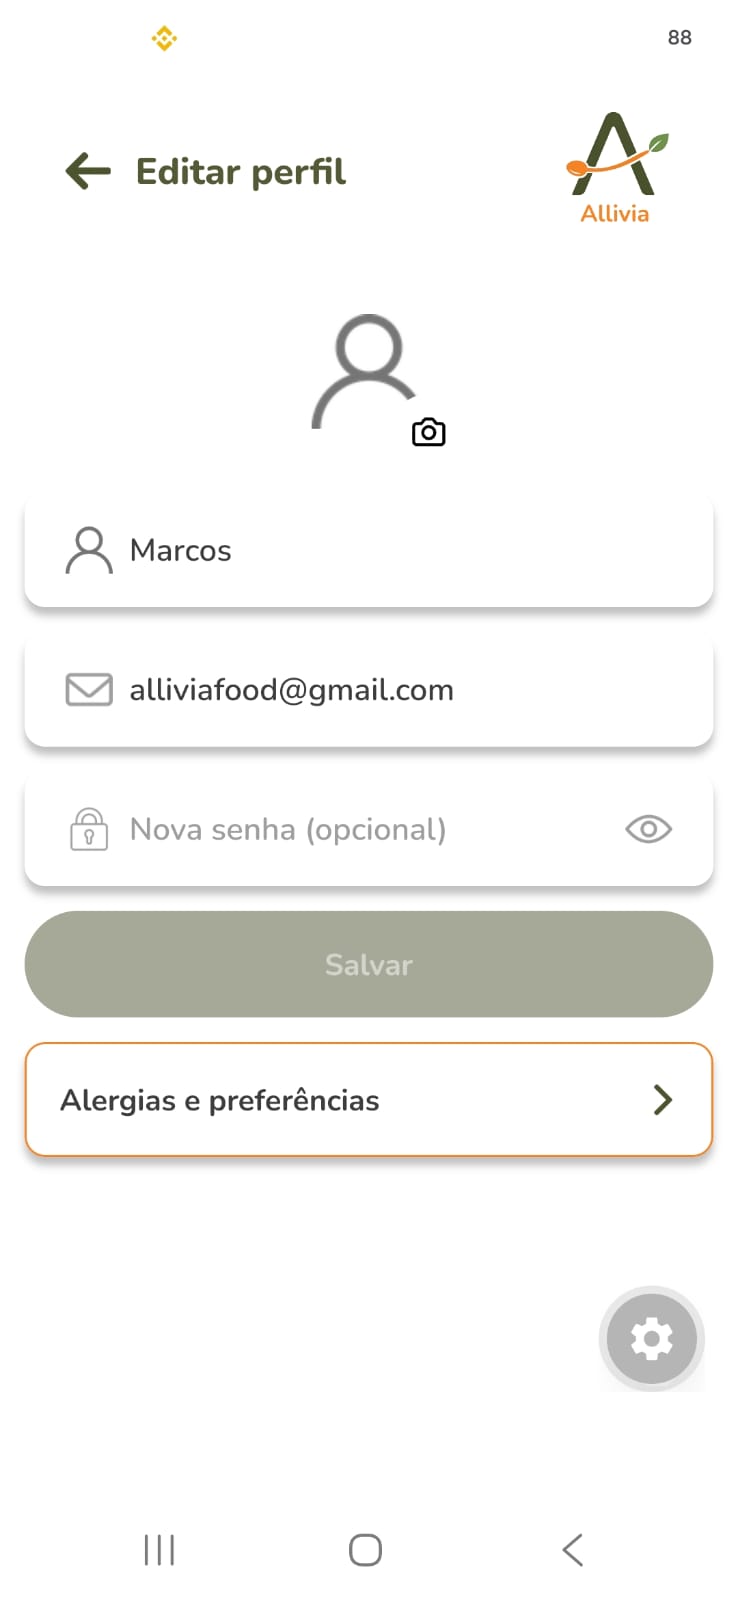 88
Editar perfil
Allivia
Marcos
alliviafood@gmail.com
Nova senha (opcional)
Salvar
Alergias e preferências